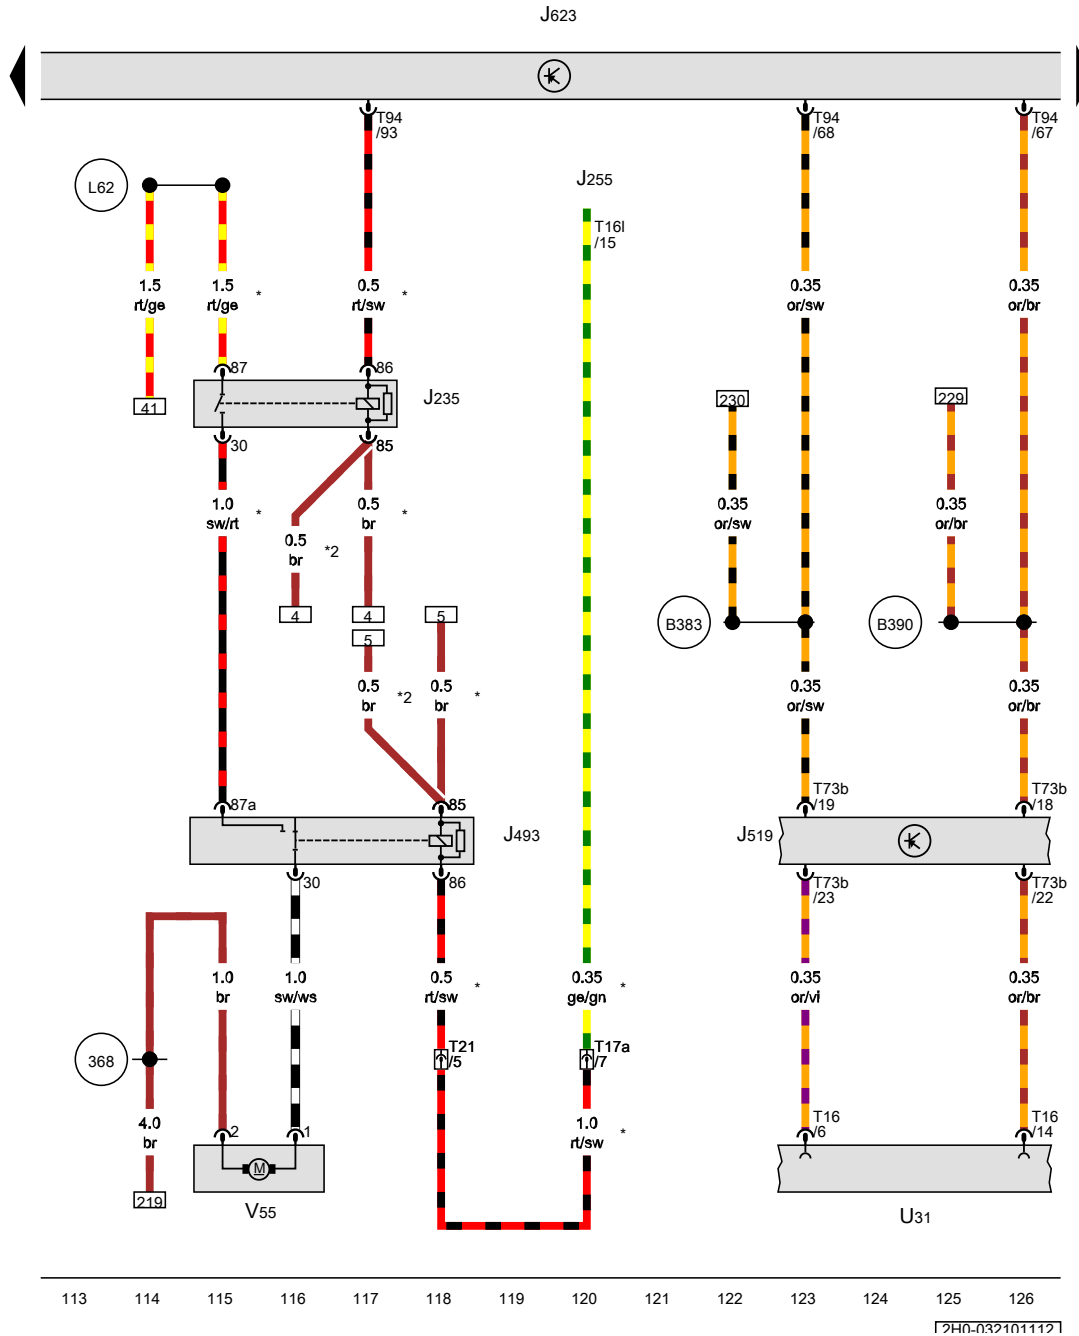 J623
T94
/93
T94
/68
T94
/67
L62
J255
T16l
/15
1.5
rt/ge
1.5
rt/ge
*
0.5
rt/sw
*
0.35
or/sw
0.35
or/br
87
86
41
J235
230
229
30
85
1.0
sw/rt
*
0.5
br
*
0.35
or/sw
0.35
or/br
0.5
br
*2
4
4
5
5
B383
B390
0.5
br
*2
0.5
br
*
0.35
or/sw
0.35
or/br
87a
85
T73b
/19
T73b
/18
J493
J519
30
86
T73b
/23
T73b
/22
1.0
br
1.0
sw/ws
0.5
rt/sw
*
0.35
ge/gn
*
0.35
or/vi
0.35
or/br
368
T21
/5
T17a
/7
4.0
br
1.0
rt/sw
*
2
1
T16
/6
T16
/14
M
219
V55
U31
113 114 115 116 117 118 119 120 121 122 123 124 125 126
2H0-032101112